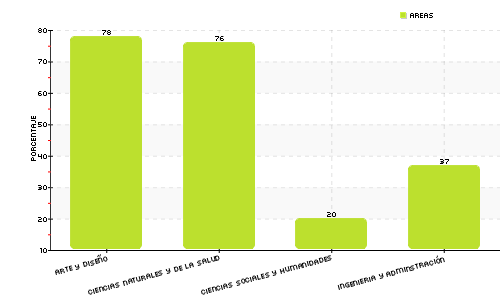 AREAS
80
70
60
50
40
30
20
10
PORCENTAJE
78
76
20
37
ARTE Y DISEÑO
CIENCIAS NATURALES Y DE LA SALUD
CIENCIAS SOCIALES Y HUMANIDADES
INGENIERIA Y ADMINSTRACIÓN